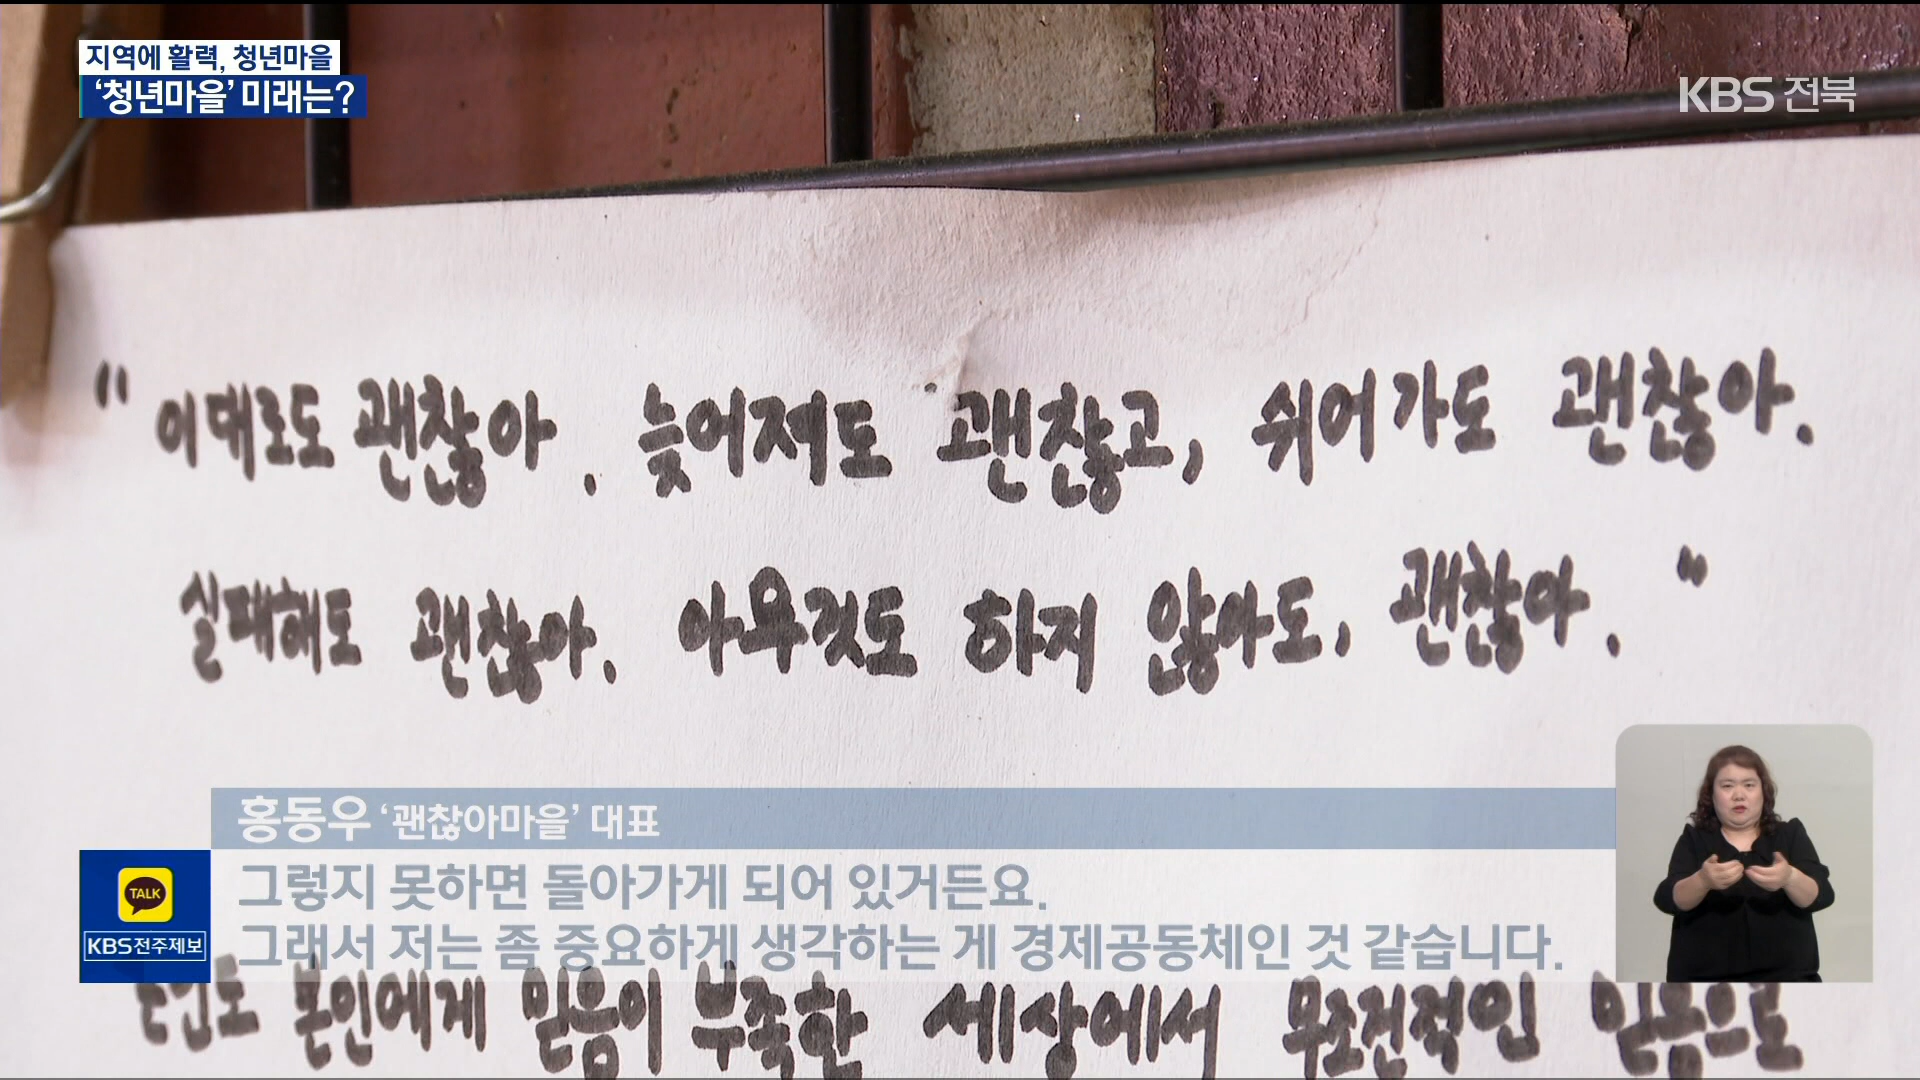 지역에 활력, 청년마을
‘청년마을’ 미래는?
KBS 전북
“이대로도 괜찮아. 늦어져도 괜찮고, 쉬어가도 괜찮아.
실패해도 괜찮아. 아무것도 하지 않아도, 괜찮아.”
홍동우 ‘괜찮아마을’ 대표
그렇지 못하면 돌아가게 되어 있거든요.
그래서 저는 좀 중요하게 생각하는 게 경제공동체인 것 같습니다.
TALK
KBS전주제보
본인에게 믿음이 부족한 세상에서 무조건적인 믿음으로